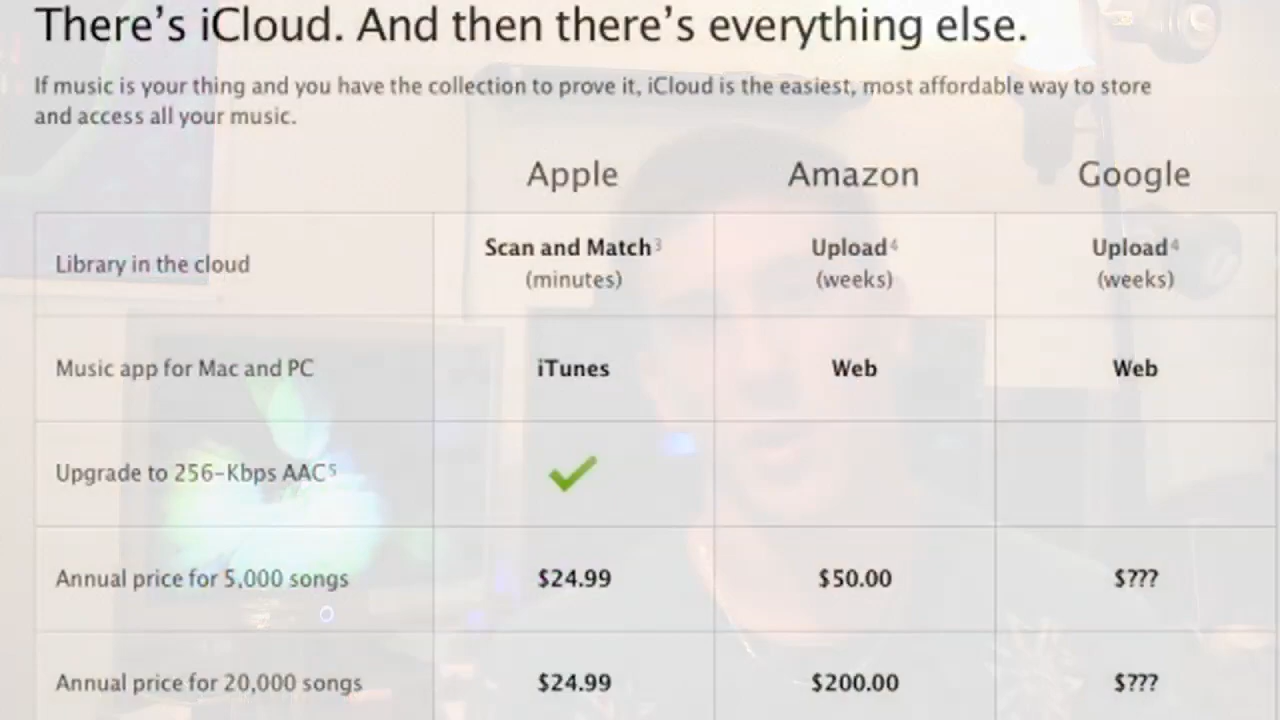 There's iCloud. And then there's everything else.
If music is your thing and you have the collection to prove it, iCloud is the easiest, most affordable way to store
and access all your music.
Apple Amazon Google
Library in the cloud Scan and Match³ (minutes) Upload⁴ (weeks) Upload⁴ (weeks)
Music app for Mac and PC iTunes Web Web
Upgrade to 256-Kbps AAC⁵ ✓
Annual price for 5,000 songs $24.99 $50.00 $???
Annual price for 20,000 songs $24.99 $200.00 $???